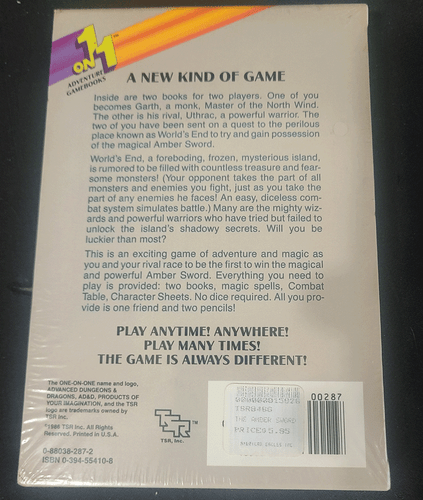 1
ON
1™
ADVENTURE
GAMEBOOKS
A NEW KIND OF GAME
Inside are two books for two players. One of you
becomes Garth, a monk, Master of the North Wind.
The other is his rival, Uthrac, a powerful warrior. The
two of you have been sent on a quest to the perilous
place known as World's End to try and gain possession
of the magical Amber Sword.
World's End, a foreboding, frozen, mysterious island,
is rumored to be filled with countless treasure and fear-
some monsters! (Your opponent takes the part of all
monsters and enemies you fight, just as you take the
part of any enemies he faces! An easy, diceless com-
bat system simulates battle.) Many are the mighty wiz-
ards and powerful warriors who have tried but failed to
unlock the island's shadowy secrets. Will you be
luckier than most?
This is an exciting game of adventure and magic as
you and your rival race to be the first to win the magical
and powerful Amber Sword. Everything you need to
play is provided: two books, magic spells, Combat
Table, Character Sheets. No dice required. All you pro-
vide is one friend and two pencils!
PLAY ANYTIME! ANYWHERE!
PLAY MANY TIMES!
THE GAME IS ALWAYS DIFFERENT!
The ONE-ON-ONE name and logo,
ADVANCED DUNGEONS &
DRAGONS, AD&D, PRODUCTS OF
YOUR IMAGINATION, and the TSR
logo are trademarks owned by
TSR Inc.
©1986 TSR Inc. All Rights
Reserved. Printed in U.S.A.
0-88038-287-2
ISBN 0-394-55410-8
TSR™
TSR, Inc.
TSR8466
THE AMBER SWORD
PRICE$5.95
00287